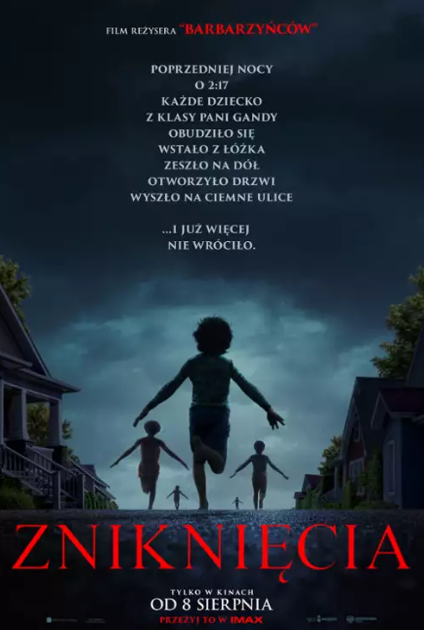 FILM REŻYSERA "BARBARZYŃCÓW"
POPRZEDNIEJ NOCY
O 2:17
KAŻDE DZIECKO
Z KLASY PANI GANDY
OBUDZIŁO SIĘ
WSTAŁO Z ŁÓŻKA
ZESZŁO NA DÓŁ
OTWORZYŁO DRZWI
WYSZŁO NA CIEMNE ULICE
...I JUŻ WIĘCEJ
NIE WRÓCIŁO.
ZNIKNIĘCIA
TYLKO W KINACH
OD 8 SIERPNIA
PRZEŻYJ TO W IMAX